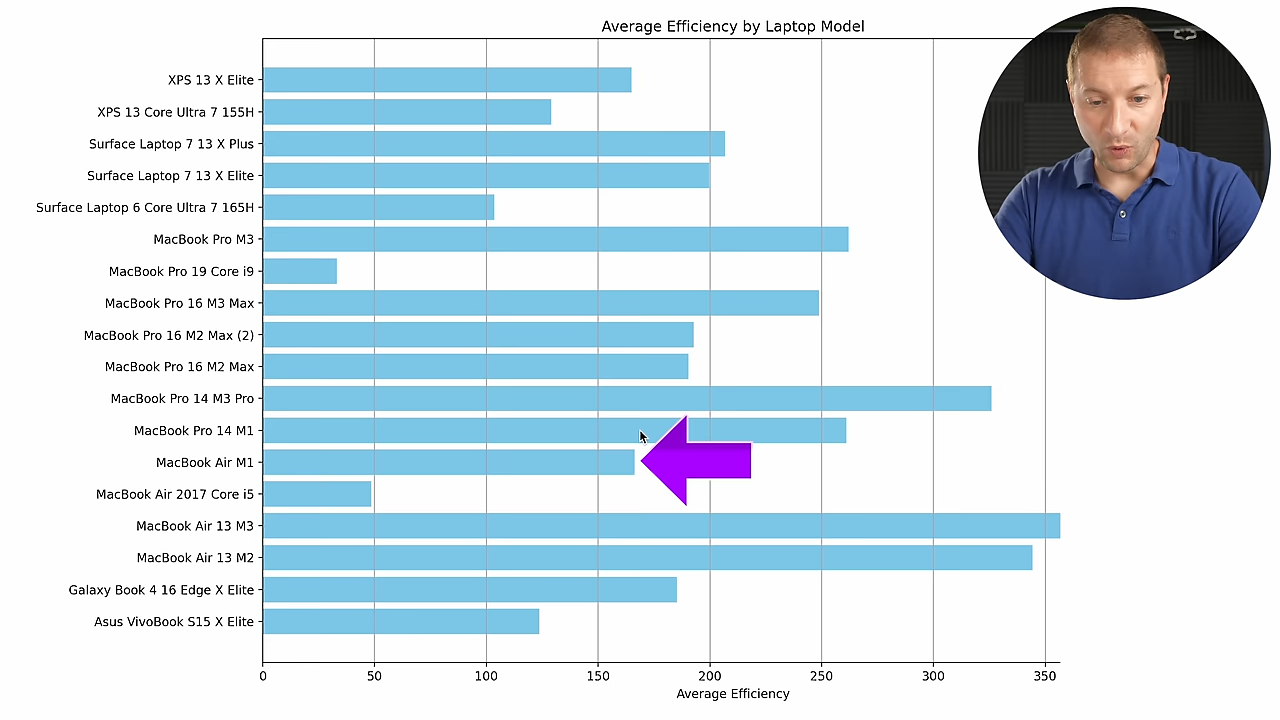 Average Efficiency by Laptop Model
XPS 13 X Elite
XPS 13 Core Ultra 7 155H
Surface Laptop 7 13 X Plus
Surface Laptop 7 13 X Elite
Surface Laptop 6 Core Ultra 7 165H
MacBook Pro M3
MacBook Pro 19 Core i9
MacBook Pro 16 M3 Max
MacBook Pro 16 M2 Max (2)
MacBook Pro 16 M2 Max
MacBook Pro 14 M3 Pro
MacBook Pro 14 M1
MacBook Air M1
MacBook Air 2017 Core i5
MacBook Air 13 M3
MacBook Air 13 M2
Galaxy Book 4 16 Edge X Elite
Asus VivoBook S15 X Elite
0 50 100 150 200 250 300 350
Average Efficiency